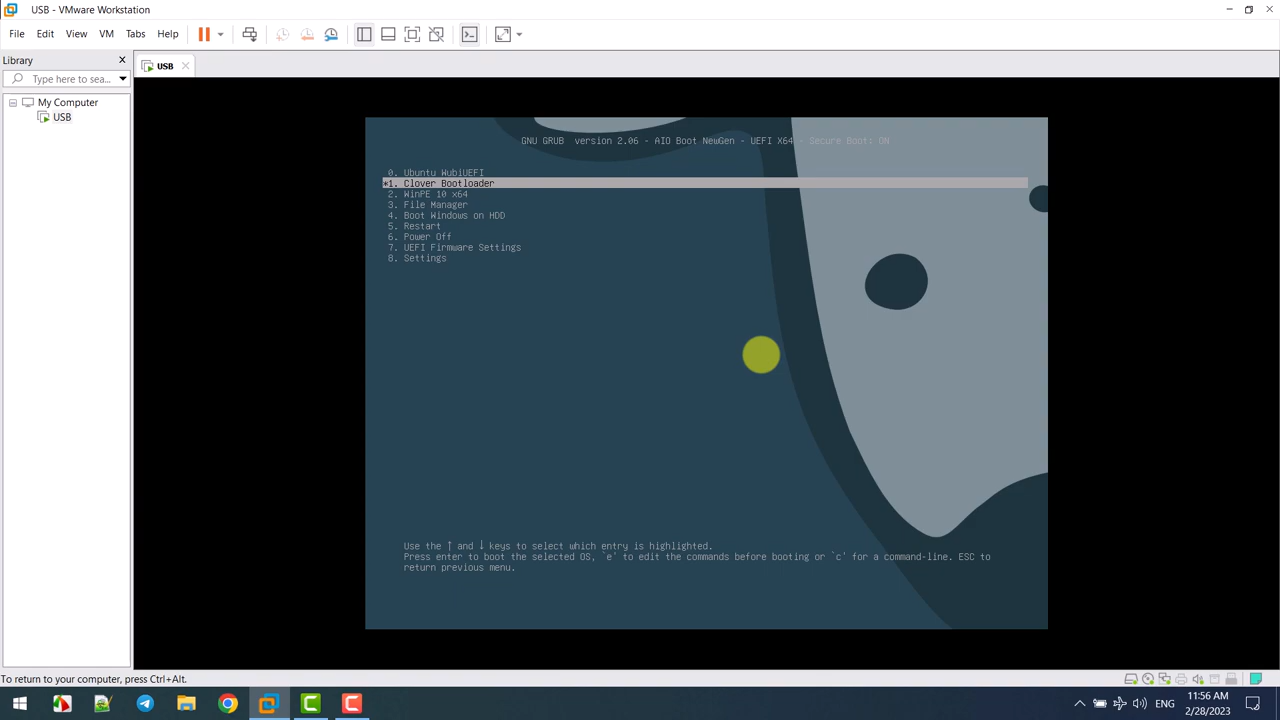 USB - VMware Workstation
File Edit View VM Tabs Help
Library
Type here to sea...
My Computer
USB
USB
GNU GRUB version 2.06 - AIO Boot NewGen - UEFI X64 - Secure Boot: ON
0. Ubuntu WubiUEFI
*1. Clover Bootloader
2. WinPE 10 x64
3. File Manager
4. Boot Windows on HDD
5. Restart
6. Power Off
7. UEFI Firmware Settings
8. Settings
Use the ↑ and ↓ keys to select which entry is highlighted.
Press enter to boot the selected OS, `e' to edit the commands before booting or `c' for a command-line. ESC to
return previous menu.
To return to your computer, press Ctrl+Alt.
ENG
11:56 AM
2/28/2023